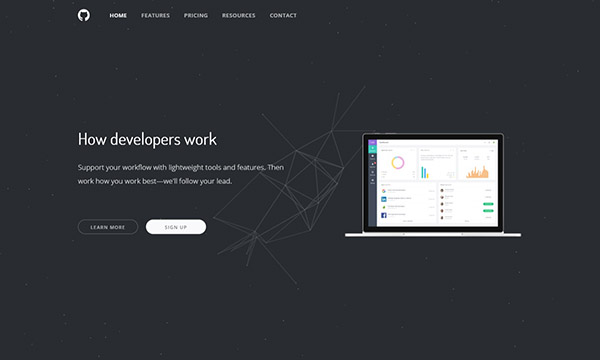 HOME FEATURES PRICING RESOURCES CONTACT
How developers work
Support your workflow with lightweight tools and features. Then
work how you work best—we'll follow your lead.
LEARN MORE SIGN UP